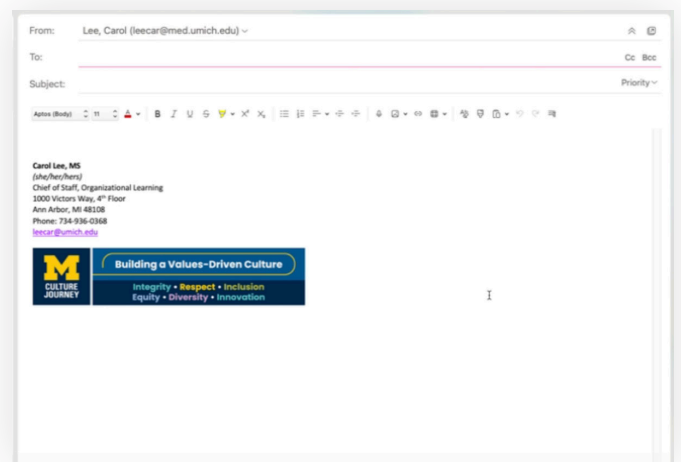 From: Lee, Carol (leecar@med.umich.edu)
To: Cc Bcc
Subject: Priority
Aptos (Body) 11 B I U S X² X₂
Carol Lee, MS
(she/her/hers)
Chief of Staff, Organizational Learning
1000 Victors Way, 4th Floor
Ann Arbor, MI 48108
Phone: 734-936-0368
leecar@umich.edu
M Building a Values-Driven Culture
CULTURE Integrity • Respect • Inclusion
JOURNEY Equity • Diversity • Innovation